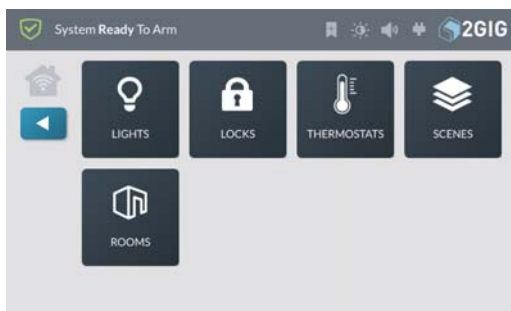 System Ready To Arm
2GIG
LIGHTS
LOCKS
THERMOSTATS
SCENES
ROOMS